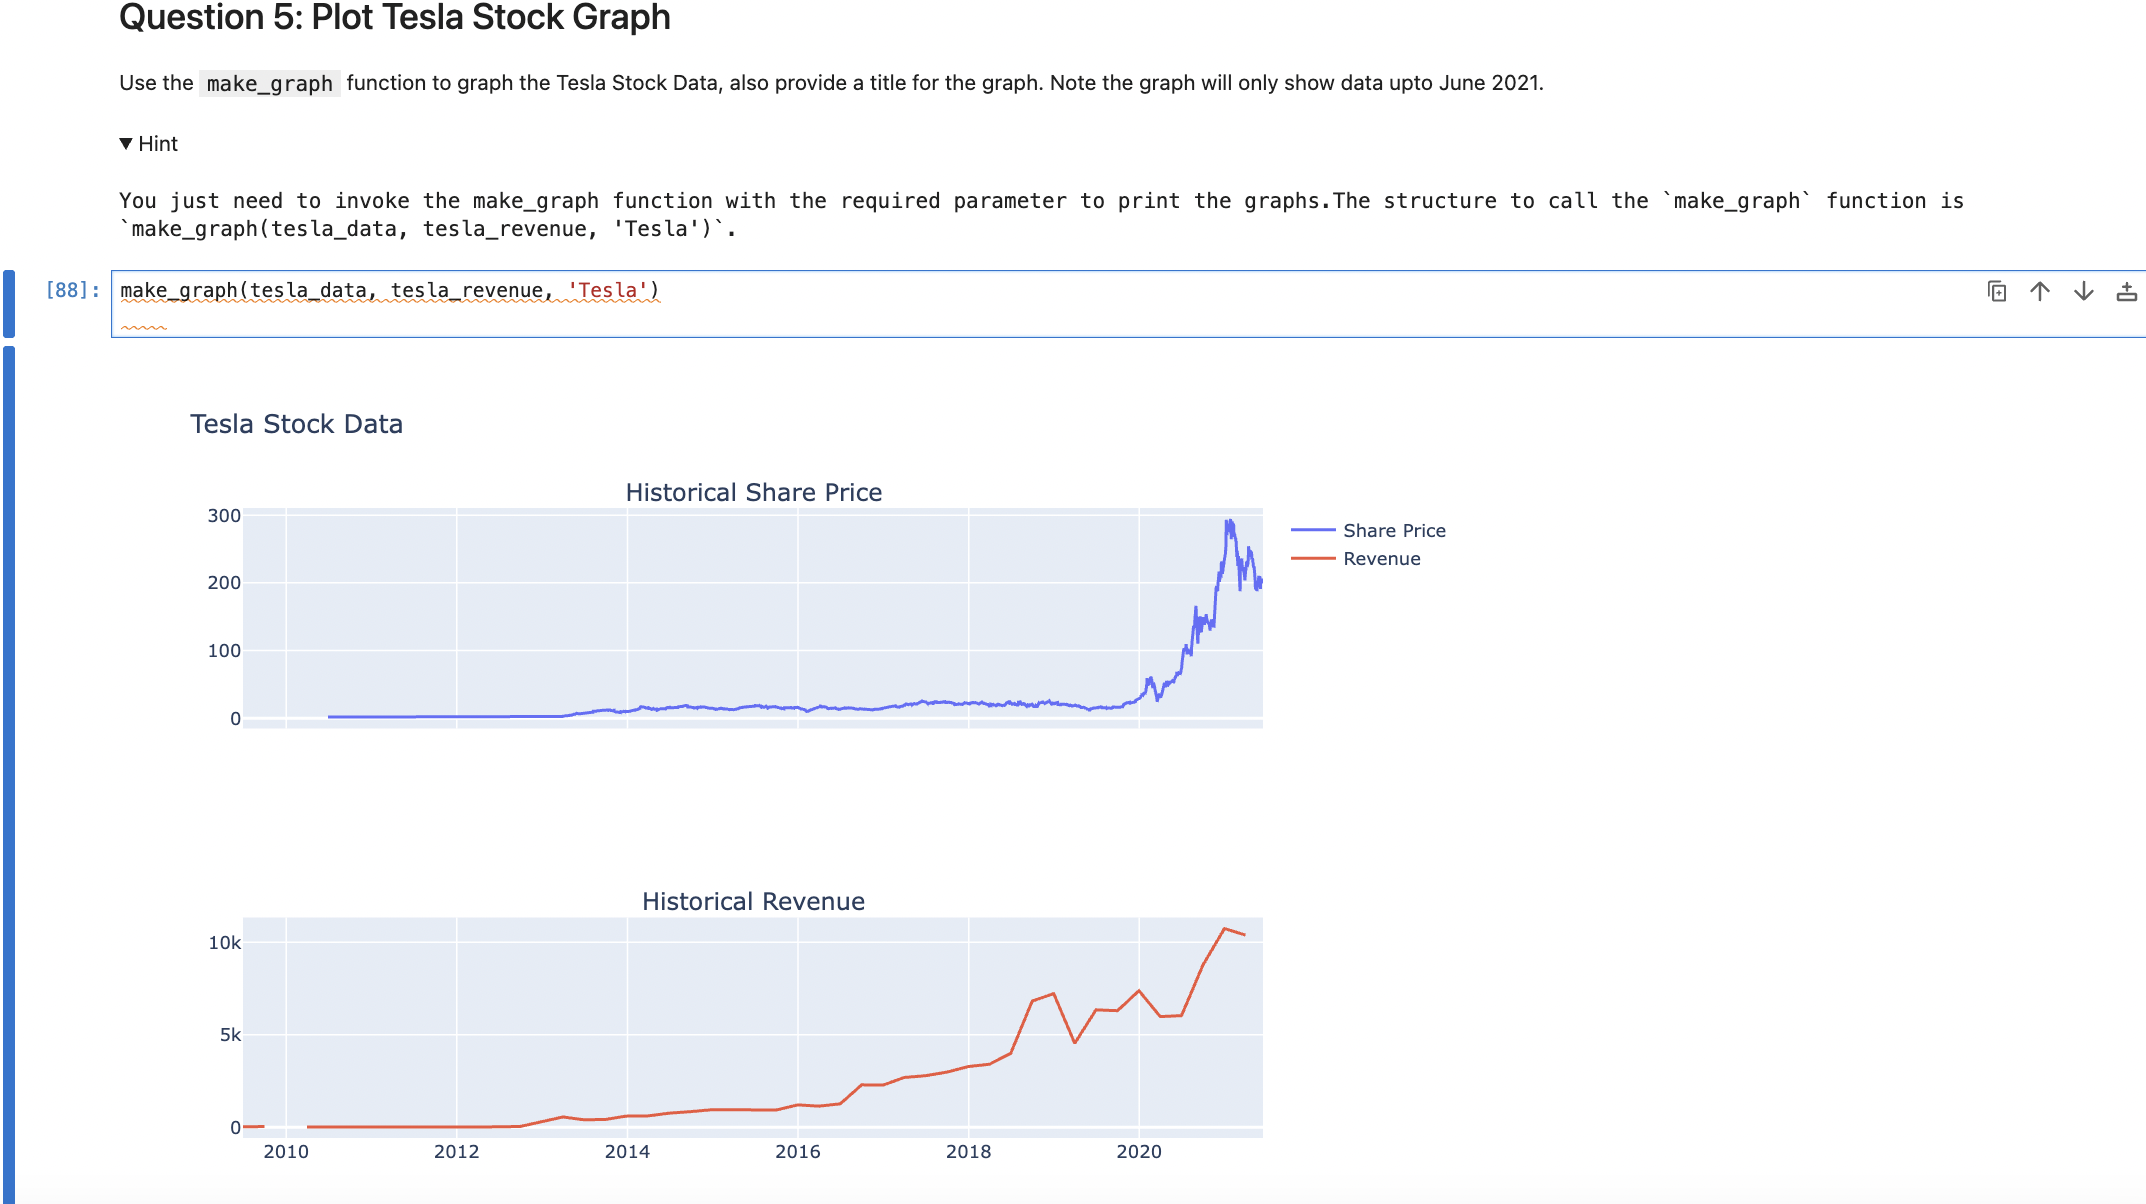 Question 5: Plot Tesla Stock Graph
Use the make_graph function to graph the Tesla Stock Data, also provide a title for the graph. Note the graph will only show data upto June 2021.
▼ Hint
You just need to invoke the make_graph function with the required parameter to print the graphs.The structure to call the `make_graph` function is
`make_graph(tesla_data, tesla_revenue, 'Tesla')`.
[88]: make_graph(tesla_data, tesla_revenue, 'Tesla')
Tesla Stock Data
Historical Share Price
300
200
100
0
Share Price
Revenue
Historical Revenue
10k
5k
0
2010 2012 2014 2016 2018 2020